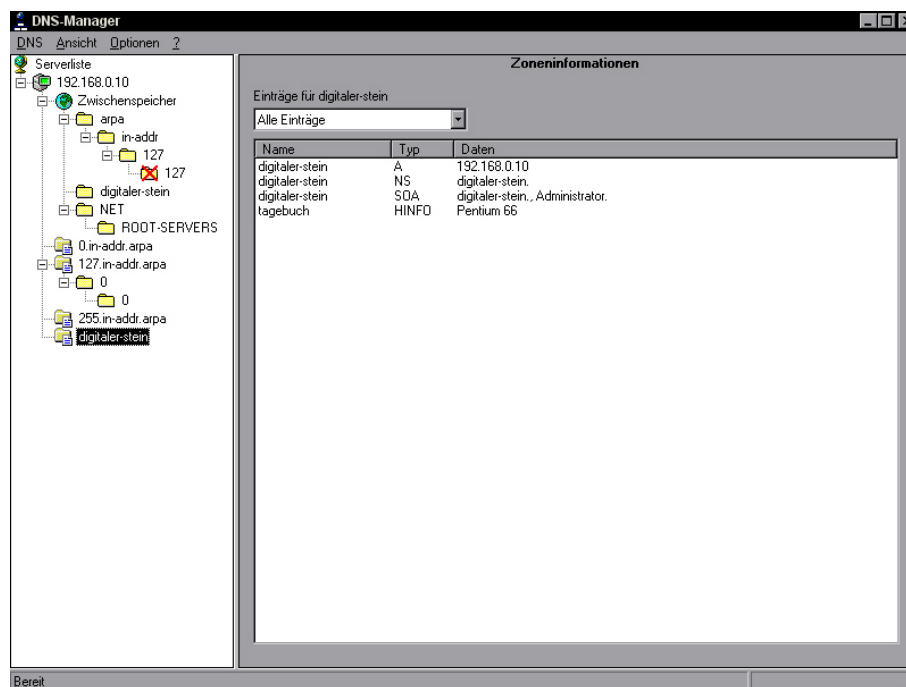 DNS-Manager
DNS Ansicht Optionen ?
Serverliste
192.168.0.10
Zwischenspeicher
arpa
in-addr
127
127
digitaler-stein
NET
ROOT-SERVERS
0.in-addr.arpa
127.in-addr.arpa
0
0
255.in-addr.arpa
digitaler-stein
Zoneninformationen
Einträge für digitaler-stein
Alle Einträge
Name Typ Daten
digitaler-stein A 192.168.0.10
digitaler-stein NS digitaler-stein.
digitaler-stein SOA digitaler-stein., Administrator.
tagebuch HINFO Pentium 66
Bereit